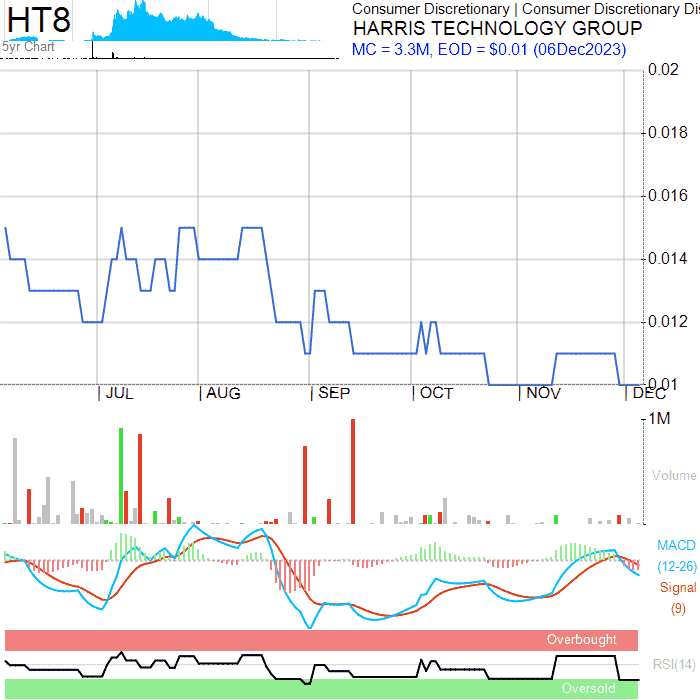 HT8
5yr Chart
Consumer Discretionary | Consumer Discretionary Dis
HARRIS TECHNOLOGY GROUP
MC = 3.3M, EOD = $0.01 (06Dec2023)
0.02
0.018
0.016
0.014
0.012
0.01
| JUL | AUG | SEP | OCT | NOV | DEC
1M
Volume
MACD
(12-26)
Signal
(9)
Overbought
RSI(14)
Oversold